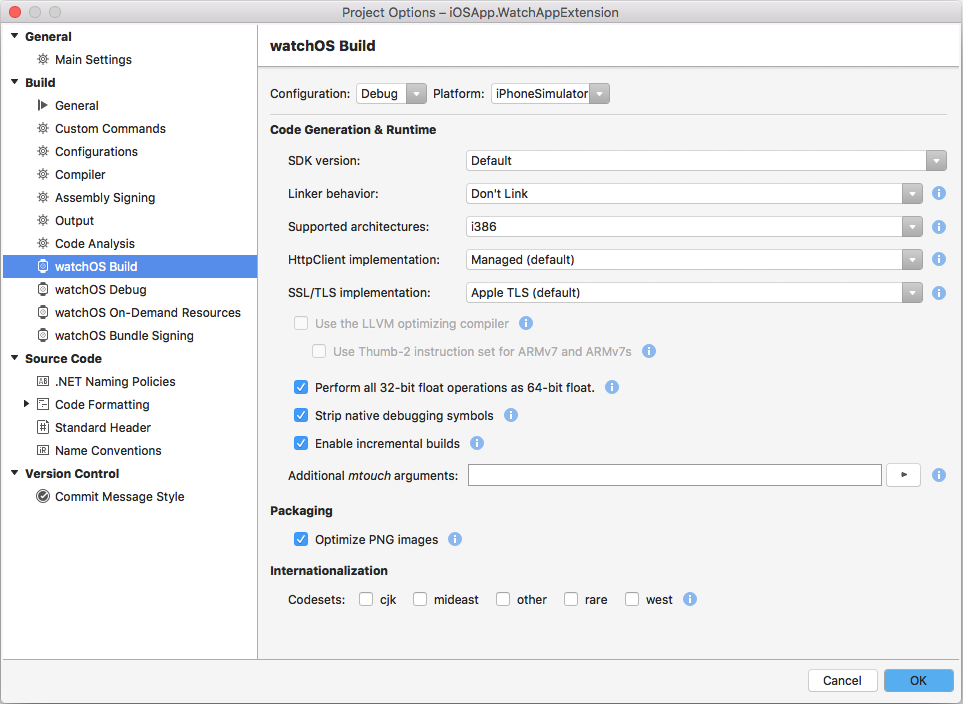 Project Options – iOSApp.WatchAppExtension
General
Main Settings
Build
General
Custom Commands
Configurations
Compiler
Assembly Signing
Output
Code Analysis
watchOS Build
watchOS Debug
watchOS On-Demand Resources
watchOS Bundle Signing
Source Code
.NET Naming Policies
Code Formatting
Standard Header
Name Conventions
Version Control
Commit Message Style
watchOS Build
Configuration: Debug Platform: iPhoneSimulator
Code Generation & Runtime
SDK version: Default
Linker behavior: Don't Link
Supported architectures: i386
HttpClient implementation: Managed (default)
SSL/TLS implementation: Apple TLS (default)
Use the LLVM optimizing compiler
Use Thumb-2 instruction set for ARMv7 and ARMv7s
Perform all 32-bit float operations as 64-bit float.
Strip native debugging symbols
Enable incremental builds
Additional mtouch arguments:
Packaging
Optimize PNG images
Internationalization
Codesets: cjk mideast other rare west
Cancel OK